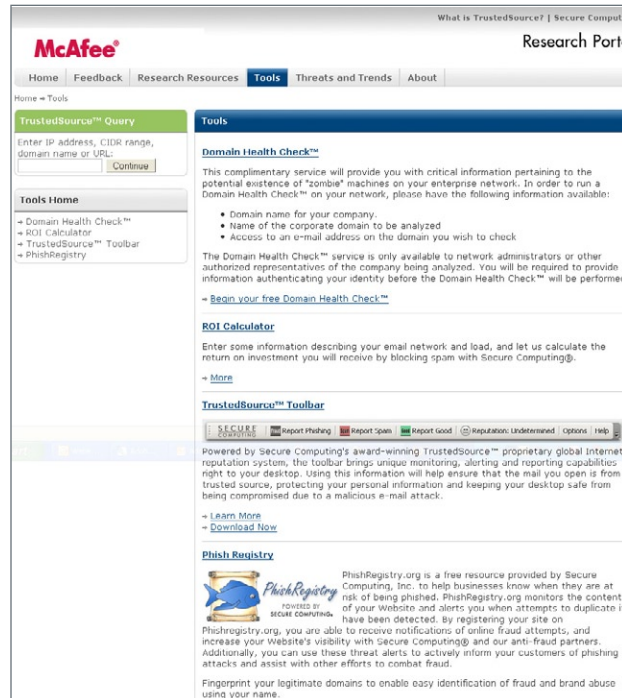 What is TrustedSource? | Secure Comput
McAfee®
Research Port
Home Feedback Research Resources Tools Threats and Trends About
Home → Tools
TrustedSource™ Query
Enter IP address, CIDR range,
domain name or URL:
Continue
Tools Home
→ Domain Health Check™
→ ROI Calculator
→ TrustedSource™ Toolbar
→ PhishRegistry
Tools
Domain Health Check™
This complimentary service will provide you with critical information pertaining to the
potential existence of "zombie" machines on your enterprise network. In order to run a
Domain Health Check™ on your network, please have the following information available:
• Domain name for your company.
• Name of the corporate domain to be analyzed
• Access to an e-mail address on the domain you wish to check
The Domain Health Check™ service is only available to network administrators or other
authorized representatives of the company being analyzed. You will be required to provide
information authenticating your identity before the Domain Health Check™ will be performed
→ Begin your free Domain Health Check™
ROI Calculator
Enter some information describing your email network and load, and let us calculate the
return on investment you will receive by blocking spam with Secure Computing®.
→ More
TrustedSource™ Toolbar
SECURE COMPUTING Report Phishing Report Spam Report Good Reputation: Undetermined Options Help
Powered by Secure Computing's award-winning TrustedSource™ proprietary global Internet
reputation system, the toolbar brings unique monitoring, alerting and reporting capabilities
right to your desktop. Using this information will help ensure that the mail you open is from
trusted source, protecting your personal information and keeping your desktop safe from
being compromised due to a malicious e-mail attack.
→ Learn More
→ Download Now
Phish Registry
PhishRegistry
POWERED BY
SECURE COMPUTING.
PhishRegistry.org is a free resource provided by Secure
Computing, Inc. to help businesses know when they are at
risk of being phished. PhishRegistry.org monitors the content
of your Website and alerts you when attempts to duplicate i
have been detected. By registering your site on
Phishregistry.org, you are able to receive notifications of online fraud attempts, and
increase your Website's visibility with Secure Computing® and our anti-fraud partners.
Additionally, you can use these threat alerts to actively inform your customers of phishing
attacks and assist with other efforts to combat fraud.
Fingerprint your legitimate domains to enable easy identification of fraud and brand abuse
using your name.